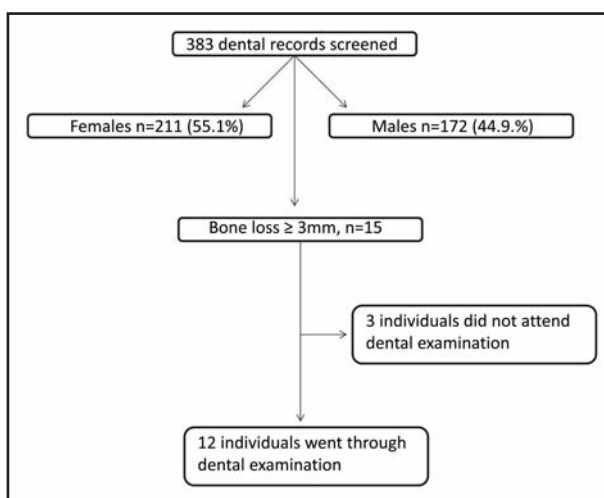 383 dental records screened
Females n=211 (55.1%)
Males n=172 (44.9.%)
Bone loss ≥ 3mm, n=15
3 individuals did not attend
dental examination
12 individuals went through
dental examination